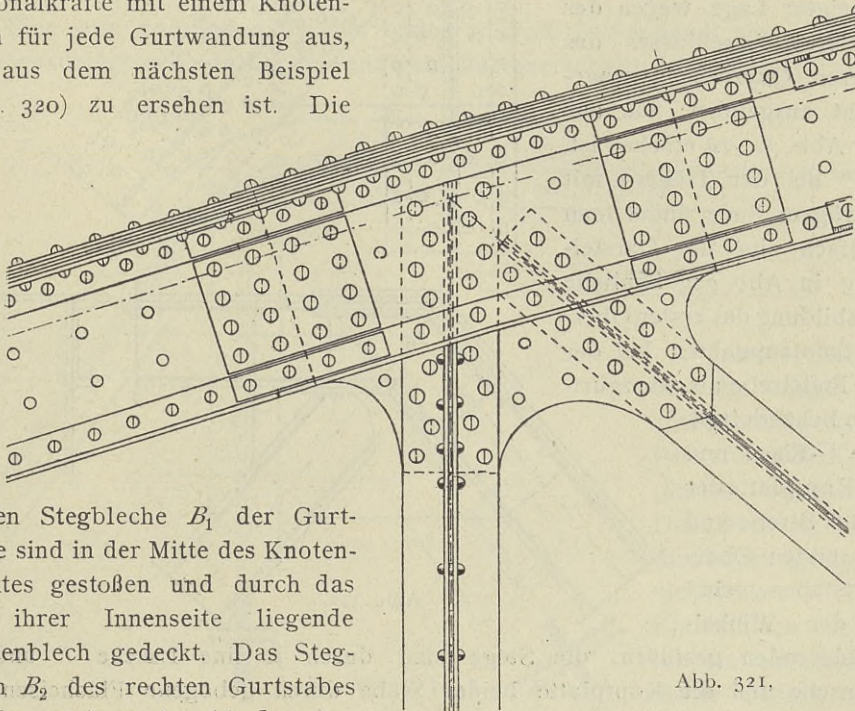 onalkräfte mit einem Knoten-
für jede Gurtwandung aus,
aus dem nächsten Beispiel
320) zu ersehen ist. Die
en Stegbleche B₁ der Gurt-
e sind in der Mitte des Knoten-
tes gestoßen und durch das
ihrer Innenseite liegende
enblech gedeckt. Das Steg-
B₂ des rechten Gurtstabes
Abb. 321.